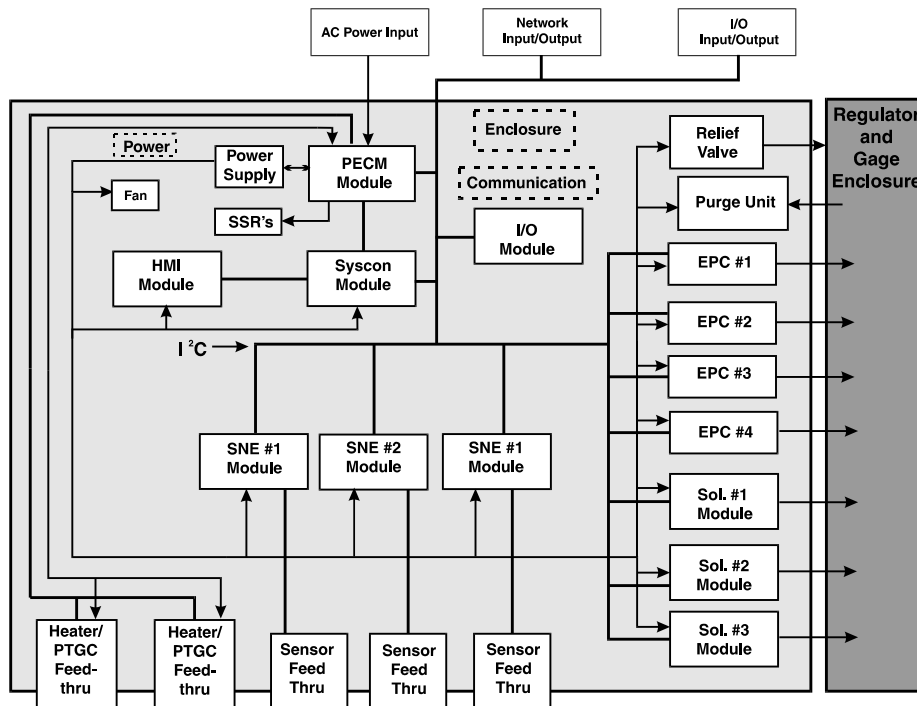 AC Power Input
Network
Input/Output
I/O
Input/Output
Regulator
and
Gage
Enclosure
Enclosure
Communication
Power
Power
Supply
PECM
Module
Fan
SSR's
Relief
Valve
Purge Unit
I/O
Module
HMI
Module
Syscon
Module
EPC #1
EPC #2
EPC #3
EPC #4
I ²C
SNE #1
Module
SNE #2
Module
SNE #1
Module
Sol. #1
Module
Sol. #2
Module
Sol. #3
Module
Heater/
PTGC
Feed-
thru
Heater/
PTGC
Feed-
thru
Sensor
Feed
Thru
Sensor
Feed
Thru
Sensor
Feed
Thru